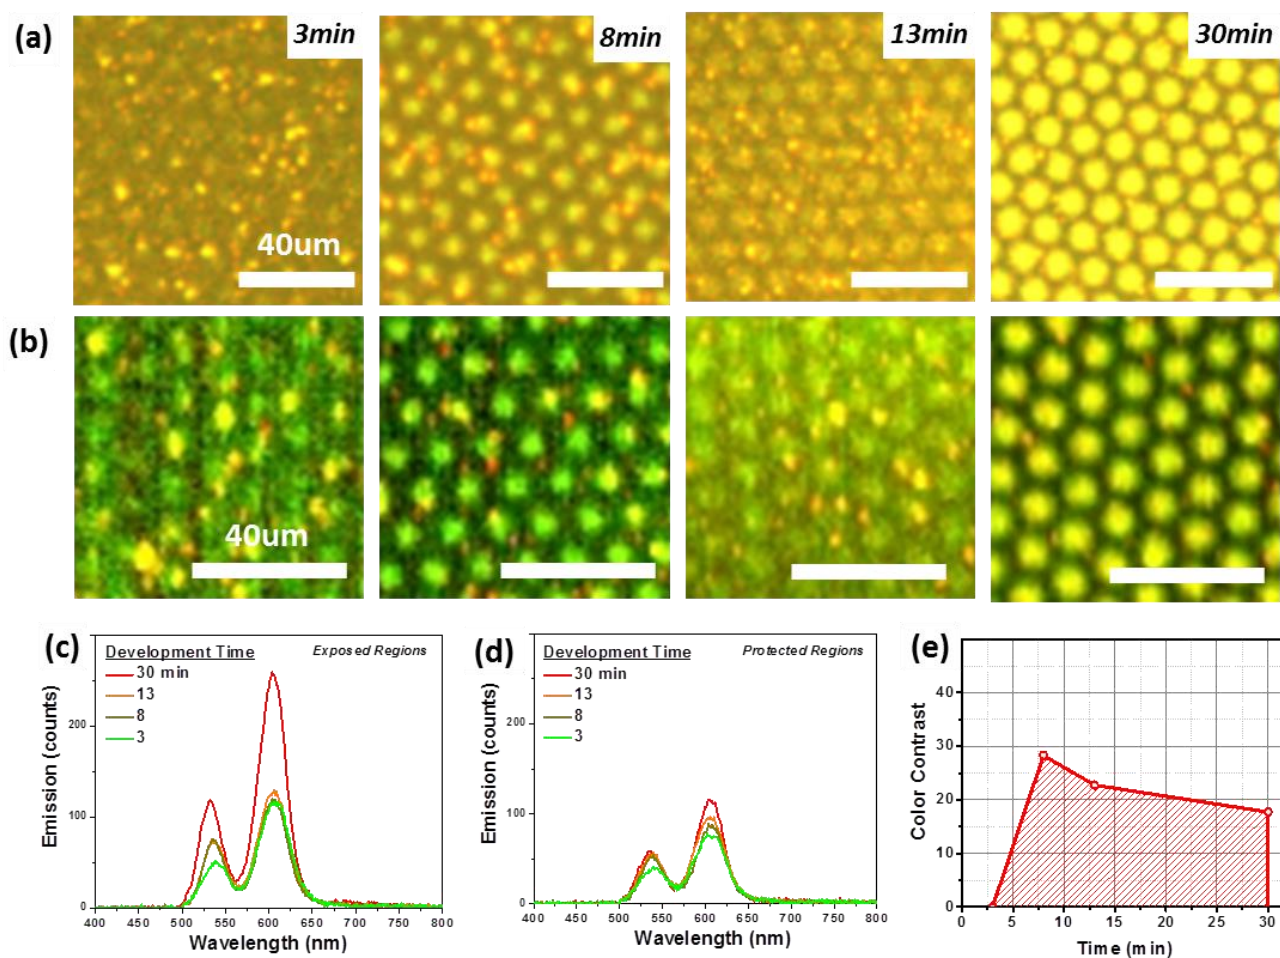 (a)
3min
8min
13min
30min
40um
(b)
40um
(c)
Development Time
Exposed Regions
30 min
13
8
3
200
100
0
400 450 500 550 600 650 700 750 800
Emission (counts)
Wavelength (nm)
(d)
Development Time
Protected Regions
30 min
13
8
3
200
100
0
400 450 500 550 600 650 700 750 800
Emission (counts)
Wavelength (nm)
(e)
40
30
20
10
0
0 5 10 15 20 25 30
Color Contrast
Time (min)